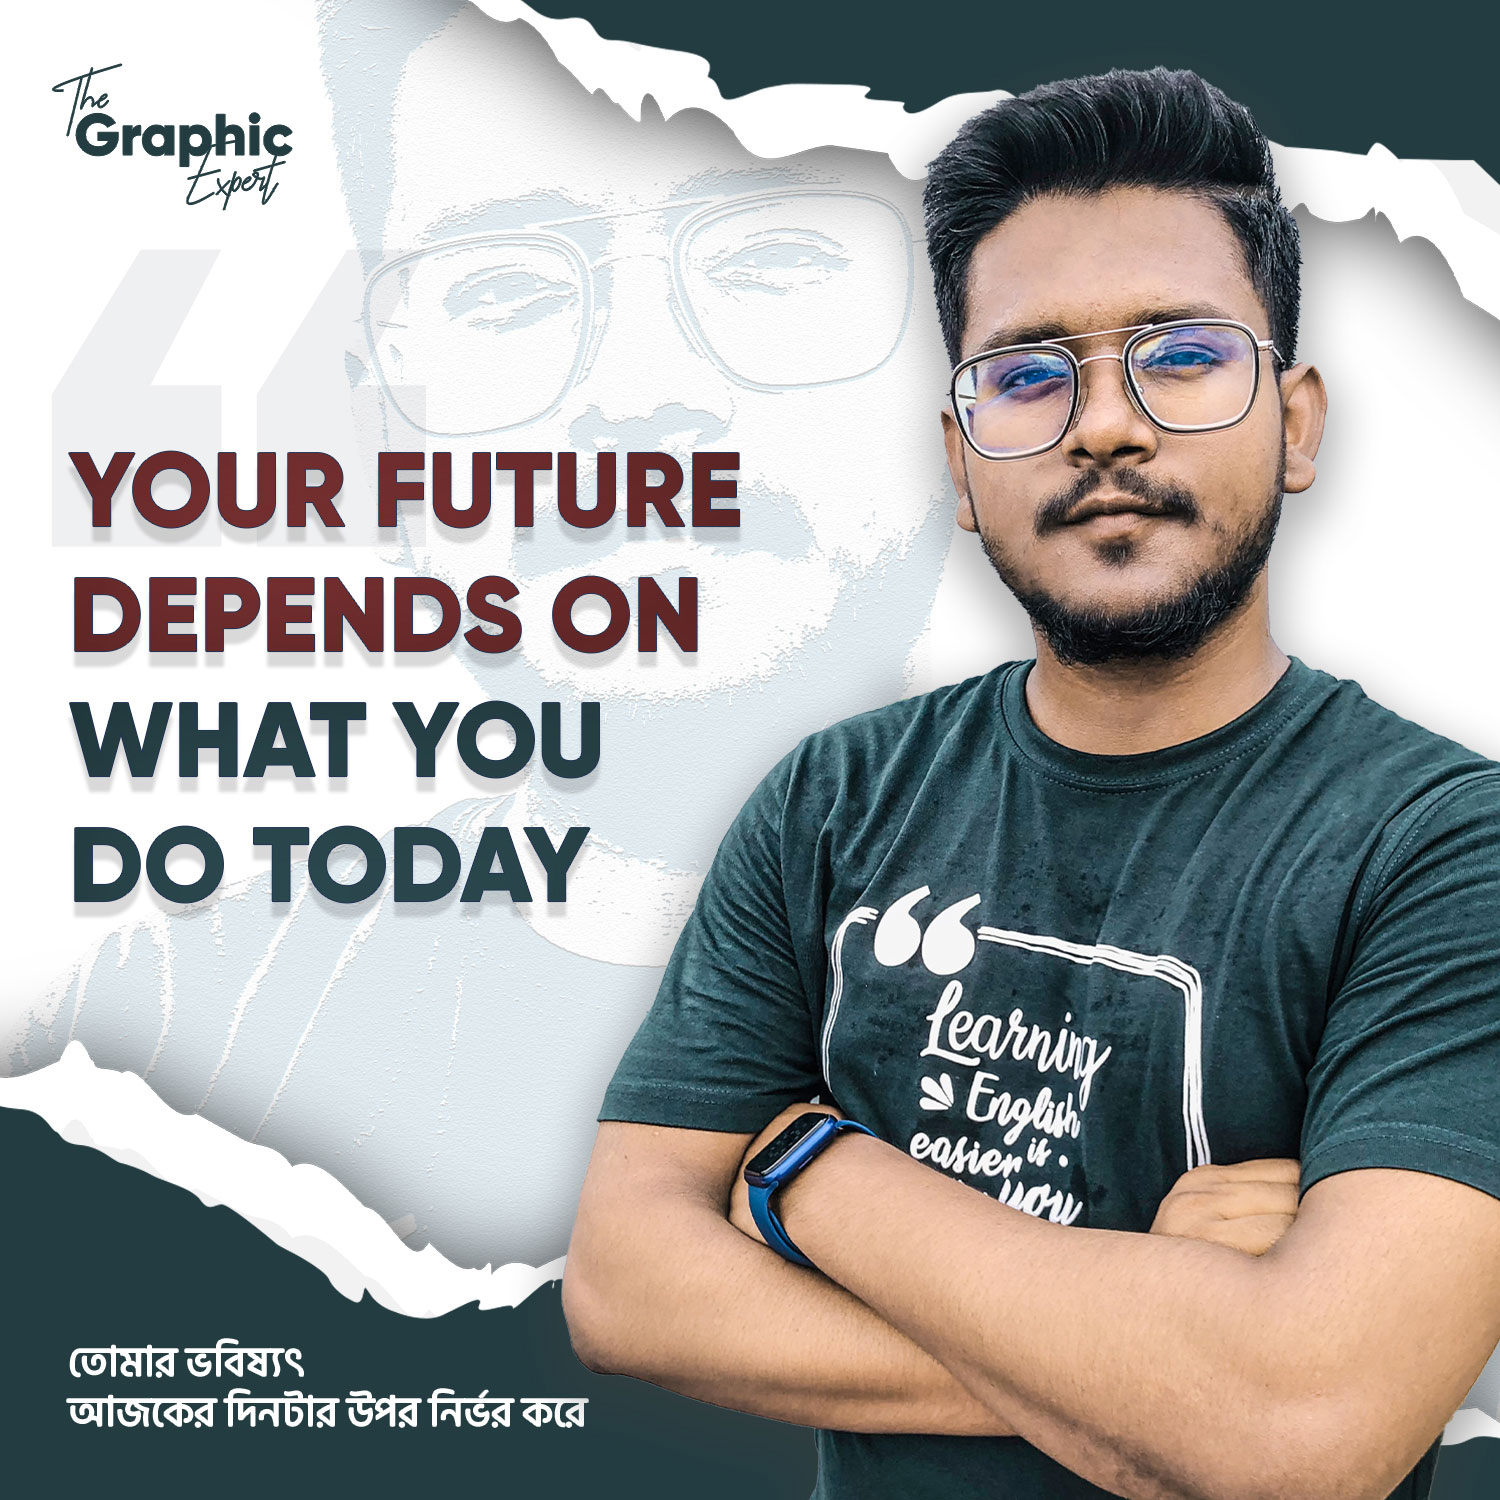 The
Graphic
Expert
YOUR FUTURE
DEPENDS ON
WHAT YOU
DO TODAY
Learning
English
is
easier
you
তোমার ভবিষ্যৎ
আজকের দিনটার উপর নির্ভর করে